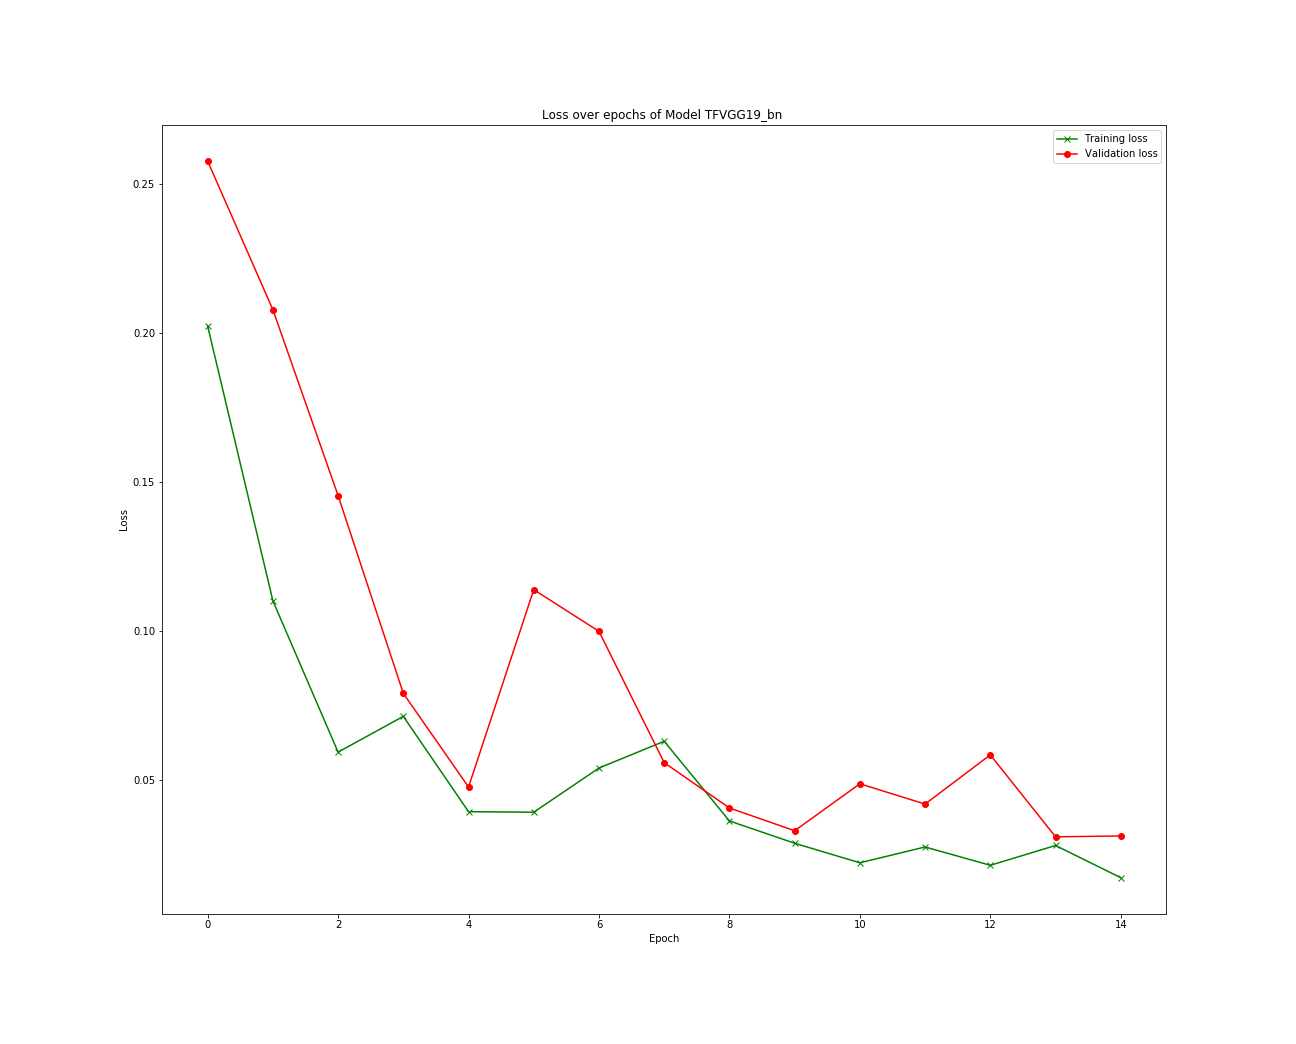 Loss over epochs of Model TFVGG19_bn
Training loss
Validation loss
0.25
0.20
0.15
0.10
0.05
Loss
0 2 4 6 8 10 12 14
Epoch